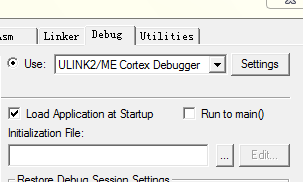 Asm Linker Debug Utilities
Use: ULINK2/ME Cortex Debugger Settings
Load Application at Startup Run to main()
Initialization File:
... Edit...
Restore Debug Session Settings